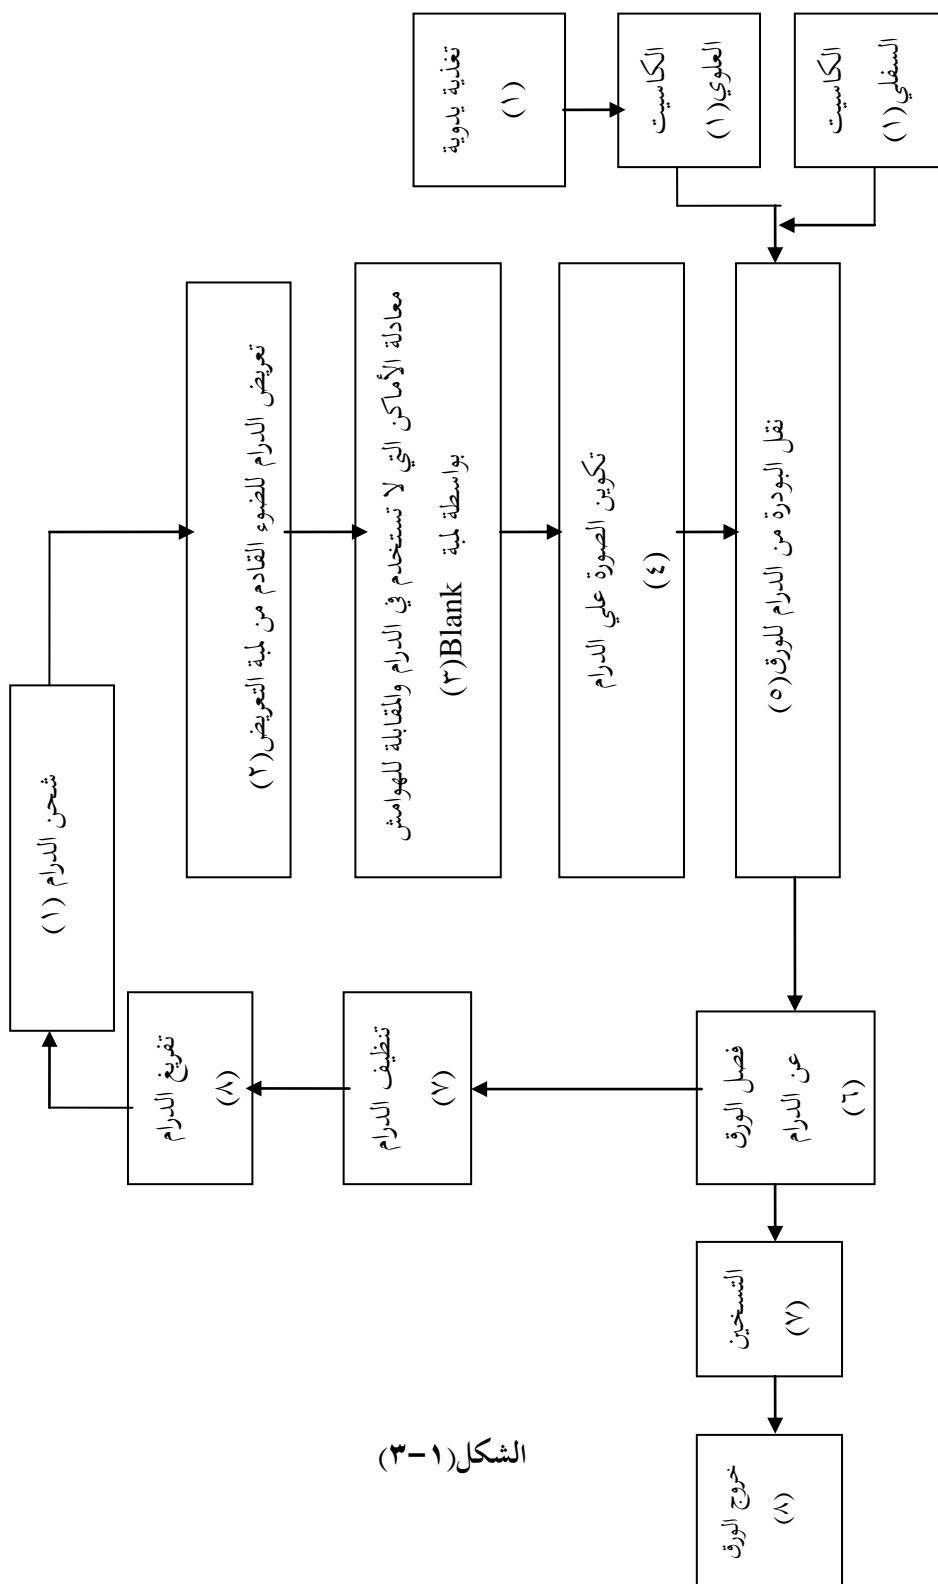 تغذية يدوية
(١)
الكاسيت
العلوي(١)
الكاسيت
السفلي(١)
شحن الدرام (١)
تعريض الدرام للضوء القادم من لمبة التعريض(٢)
معادلة الأماكن التي لا تستخدم في الدرام والمقابلة للهوامش
بواسطة لمبة Blank(٣)
تكوين الصورة علي الدرام
(٤)
نقل البودرة من الدرام للورق(٥)
فصل الورق
عن الدرام
(٦)
تنظيف الدرام
(٧)
تفريغ الدرام
(٨)
التسخين
(٧)
خروج الورق
(٨)
الشكل(١-٣)